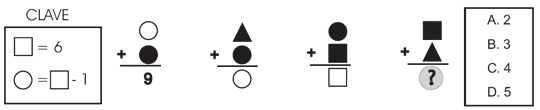 CLAVE
= 6
= - 1
+
9
+
+
+
?
A. 2
B. 3
C. 4
D. 5